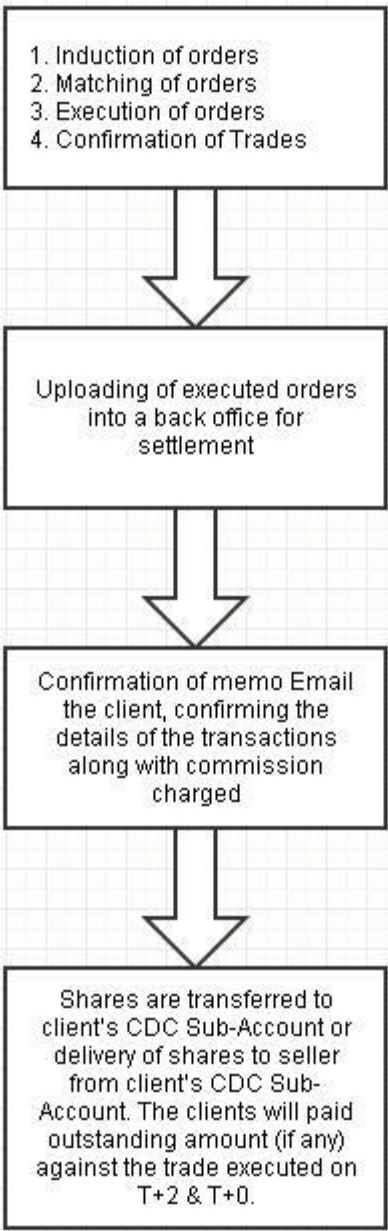 1. Induction of orders
2. Matching of orders
3. Execution of orders
4. Confirmation of Trades
Uploading of executed orders
into a back office for
settlement
Confirmation of memo Email
the client, confirming the
details of the transactions
along with commission
charged
Shares are transferred to
client's CDC Sub-Account or
delivery of shares to seller
from client's CDC Sub-
Account. The clients will paid
outstanding amount (if any)
against the trade executed on
T+2 & T+0.